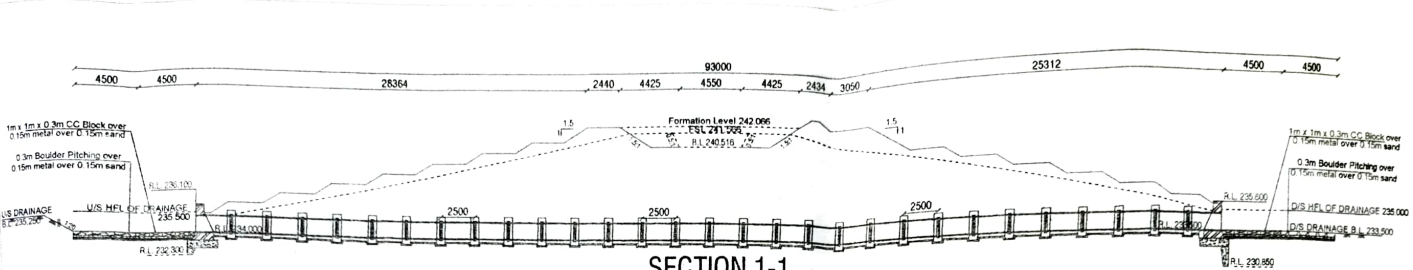 93000
4500
4500
28364
2440
4425
4550
4425
2434
3050
25312
4500
4500
1m x 1m x 0.3m CC Block over
0.15m metal over 0.15m sand
0.3m Boulder Pitching over
0.15m metal over 0.15m sand
1.5
1
Formation Level 242.066
R.L 240.516
1.5
1
1m x 1m x 0.3m CC Block over
0.15m metal over 0.15m sand
0.3m Boulder Pitching over
0.15m metal over 0.15m sand
R.L. 236.100
U/S HFL OF DRAINAGE
235.500
U/S DRAINAGE
B.L 235.250
R.L. 232.300
2500
2500
2500
R.L. 235.600
D/S HFL OF DRAINAGE 235.000
D/S DRAINAGE B.L 233.500
R.L. 230.850
SECTION 1-1